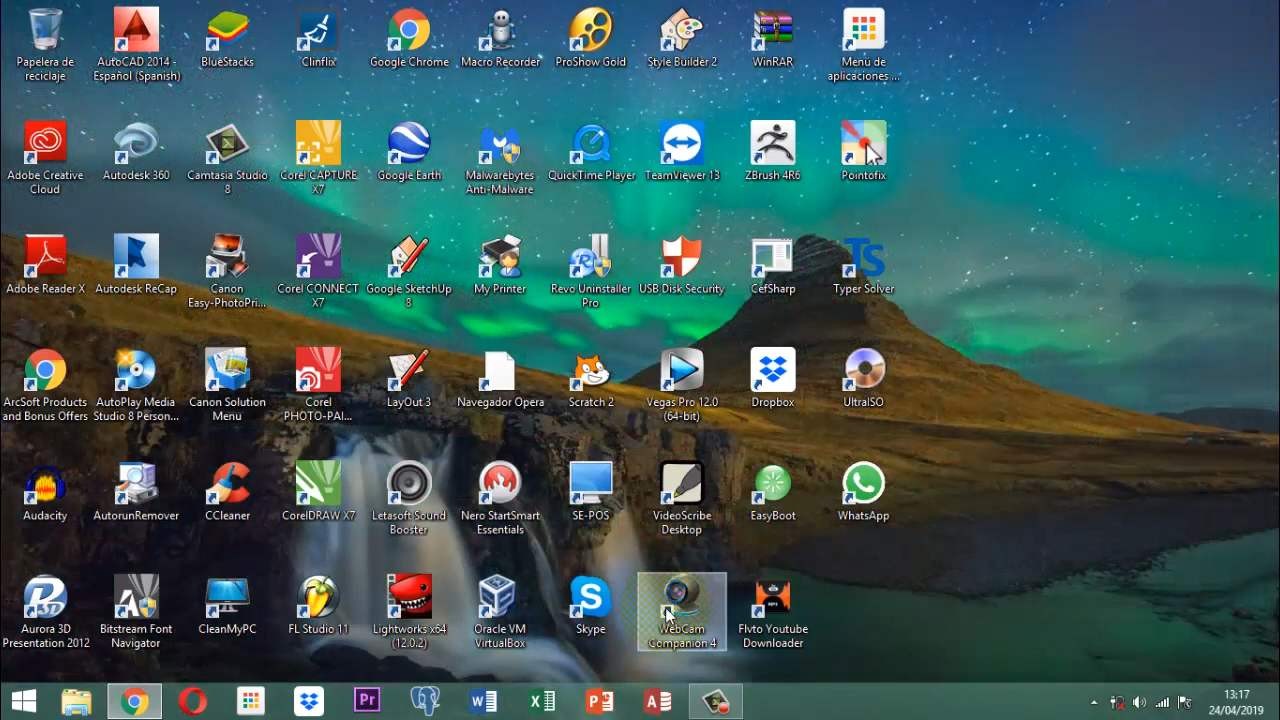 Papelera de
reciclaje
AutoCAD 2014 -
Español (Spanish)
BlueStacks
Clinflix
Google Chrome
Macro Recorder
ProShow Gold
Style Builder 2
WinRAR
Menú de
aplicaciones ...
Adobe Creative
Cloud
Autodesk 360
Camtasia Studio
8
Corel CAPTURE
X7
Google Earth
Malwarebytes
Anti-Malware
QuickTime Player
TeamViewer 13
ZBrush 4R6
Pointofix
Adobe Reader X
Autodesk ReCap
Canon
Easy-PhotoPri...
Corel CONNECT
X7
Google SketchUp
8
My Printer
Revo Uninstaller
Pro
USB Disk Security
CefSharp
Ts
Typer Solver
ArcSoft Products
and Bonus Offers
AutoPlay Media
Studio 8 Person...
Canon Solution
Menu
Corel
PHOTO-PAI...
LayOut 3
Navegador Opera
Scratch 2
Vegas Pro 12.0
(64-bit)
Dropbox
UltraISO
Audacity
AutorunRemover
CCleaner
CorelDRAW X7
Letasoft Sound
Booster
Nero StartSmart
Essentials
SE-POS
VideoScribe
Desktop
EasyBoot
WhatsApp
Aurora 3D
Presentation 2012
Bitstream Font
Navigator
CleanMyPC
FL Studio 11
Lightworks x64
(12.0.2)
Oracle VM
VirtualBox
Skype
WebCam
Companion 4
Flvto Youtube
Downloader
Pr
13:17
24/04/2019